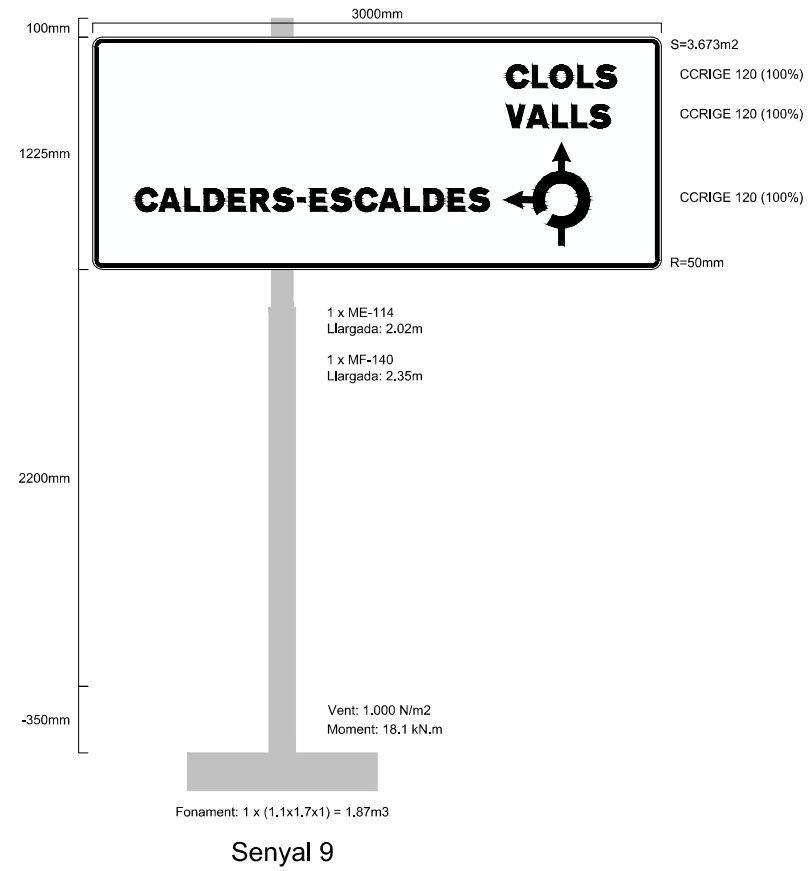 3000mm
100mm
S=3.673m2
CLOLS
CCRIGE 120 (100%)
VALLS
CCRIGE 120 (100%)
1225mm
CALDERS-ESCALDES
CCRIGE 120 (100%)
R=50mm
1 x ME-114
Llargada: 2.02m
1 x MF-140
Llargada: 2.35m
2200mm
-350mm
Vent: 1.000 N/m2
Moment: 18.1 kN.m
Fonament: 1 x (1.1x1.7x1) = 1.87m3
Senyal 9